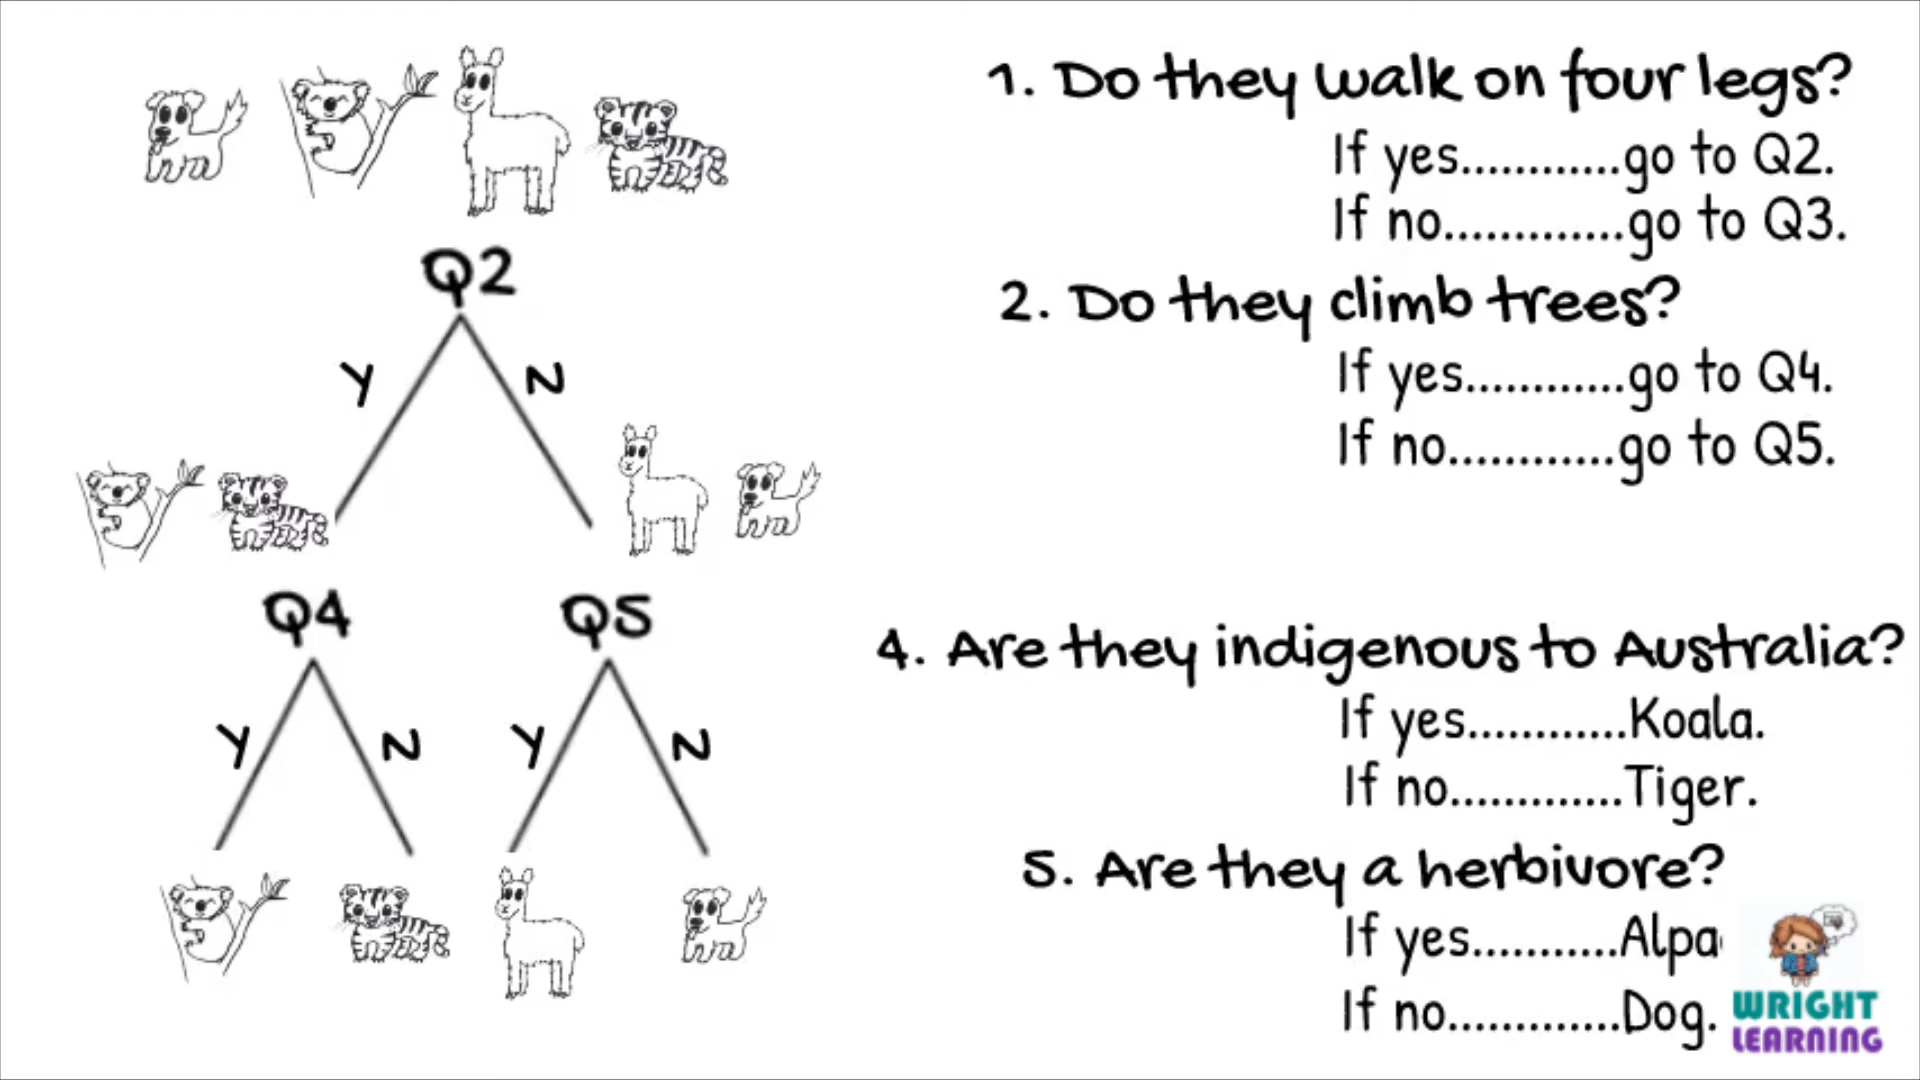 1. Do they walk on four legs?
If yes............go to Q2.
If no.............go to Q3.
2. Do they climb trees?
If yes............go to Q4.
If no............go to Q5.
4. Are they indigenous to Australia?
If yes............Koala.
If no.............Tiger.
5. Are they a herbivore?
If yes...........Alpa
If no.............Dog.
Q2
Y N
Q4 Q5
Y N Y N
WRIGHT
LEARNING